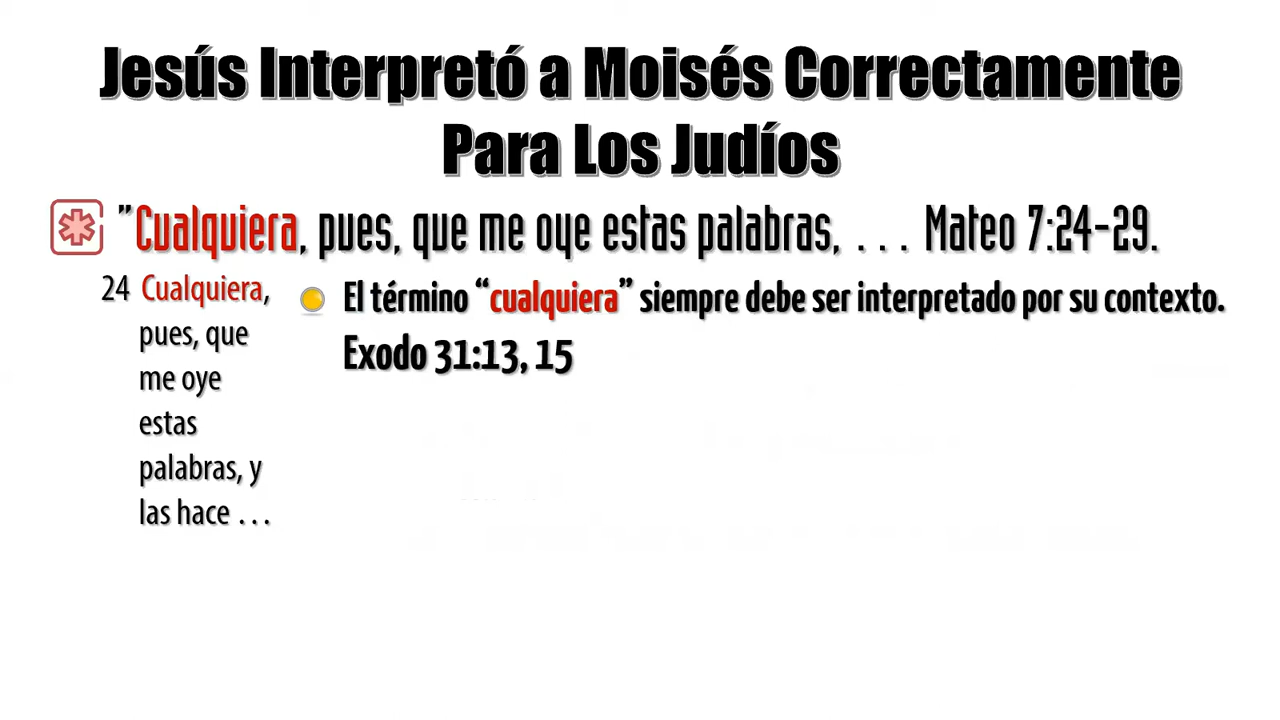 Jesús Interpretó a Moisés Correctamente
Para Los Judíos
"Cualquiera, pues, que me oye estas palabras, . . . Mateo 7:24-29.
24 Cualquiera,
pues, que
me oye
estas
palabras, y
las hace . . .
El término “cualquiera” siempre debe ser interpretado por su contexto.
Exodo 31:13, 15